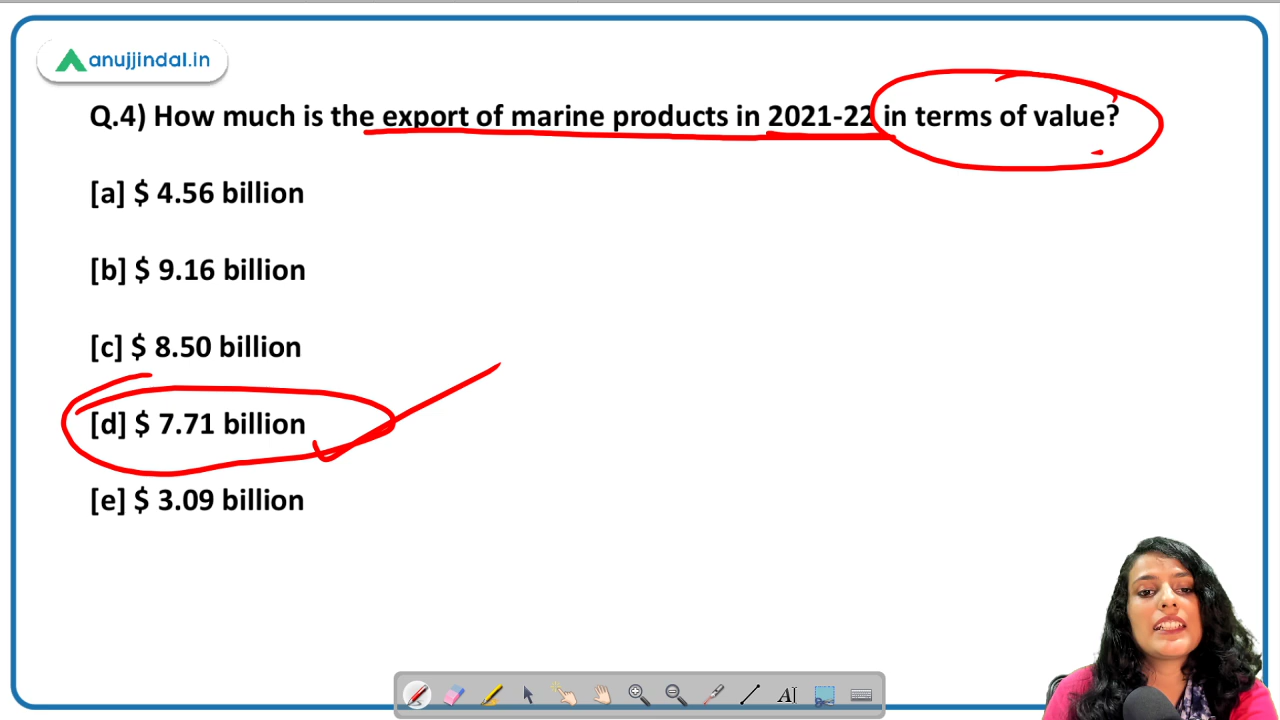 anujjindal.in
Q.4) How much is the export of marine products in 2021-22 in terms of value?
[a] $ 4.56 billion
[b] $ 9.16 billion
[c] $ 8.50 billion
[d] $ 7.71 billion
[e] $ 3.09 billion
A